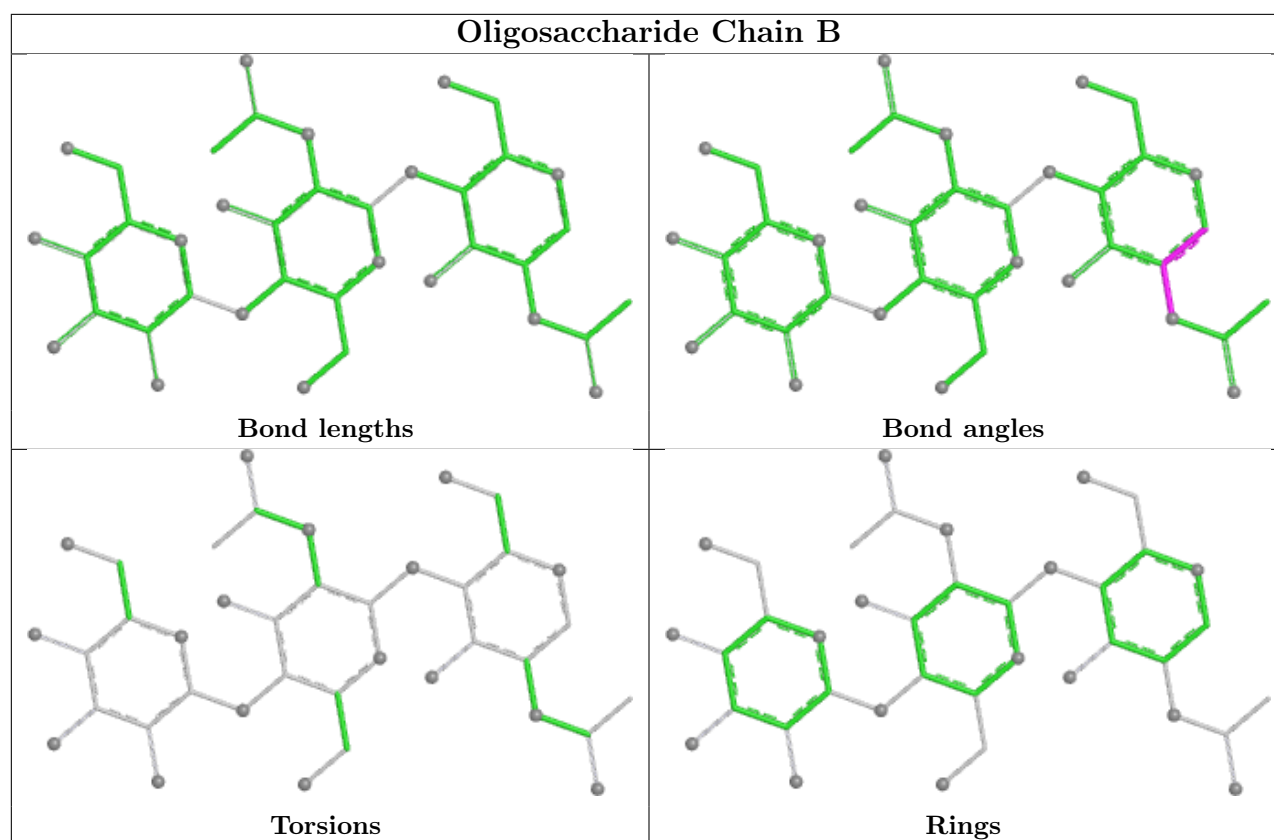 Oligosaccharide Chain B
Bond lengths
Bond angles
Torsions
Rings